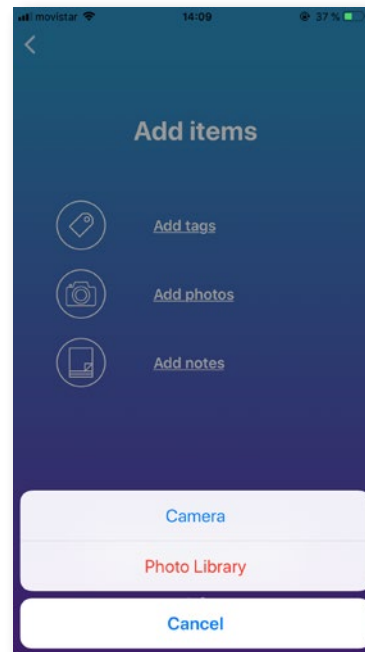 movistar 14:09 37 %
Add items
Add tags
Add photos
Add notes
Camera
Photo Library
Cancel